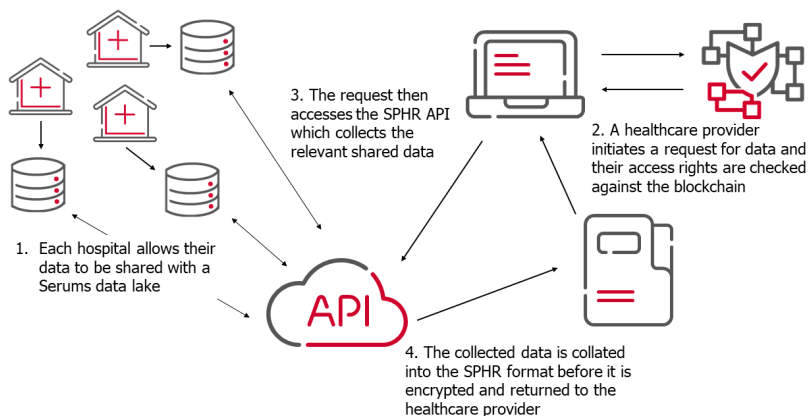 3. The request then
accesses the SPHR API
which collects the
relevant shared data
2. A healthcare provider
initiates a request for data and
their access rights are checked
against the blockchain
1. Each hospital allows their
data to be shared with a
Serums data lake
API
4. The collected data is collated
into the SPHR format before it is
encrypted and returned to the
healthcare provider